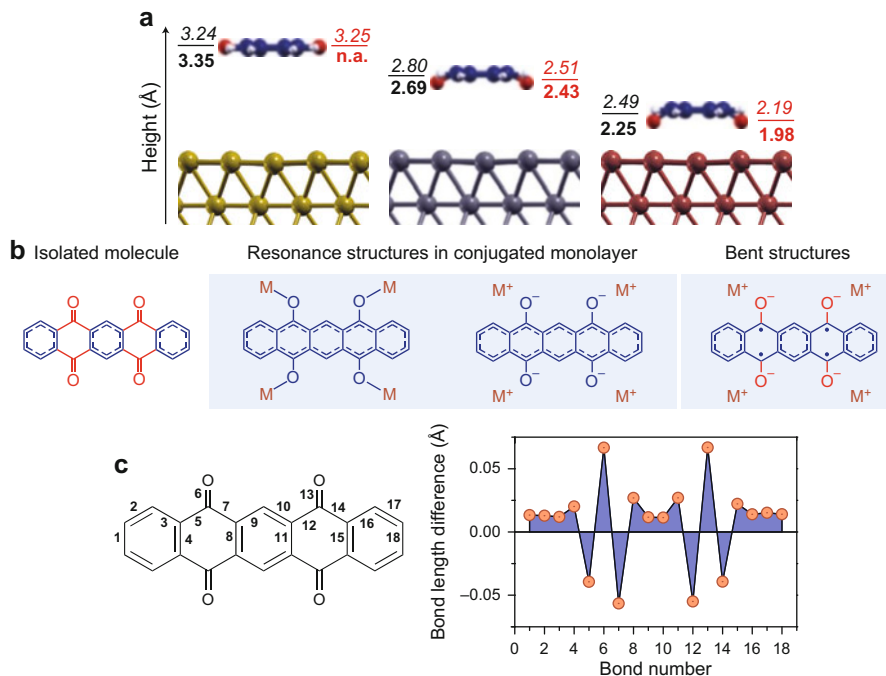 a
Height (Å)
3.24
3.35
3.25
n.a.
2.80
2.69
2.51
2.43
2.49
2.25
2.19
1.98
b
Isolated molecule
Resonance structures in conjugated monolayer
Bent structures
O O
O O
M O O M
M O O M
M⁺ O⁻ O⁻ M⁺
M⁺ O⁻ O⁻ M⁺
M⁺ O⁻ O⁻ M⁺
M⁺ O⁻ O⁻ M⁺
c
O O
6 13
2 3 5 7 9 10 12 14 16 17
1 4 8 11 15 18
O O
Bond length difference (Å)
0.05
0.00
−0.05
0 2 4 6 8 10 12 14 16 18
Bond number